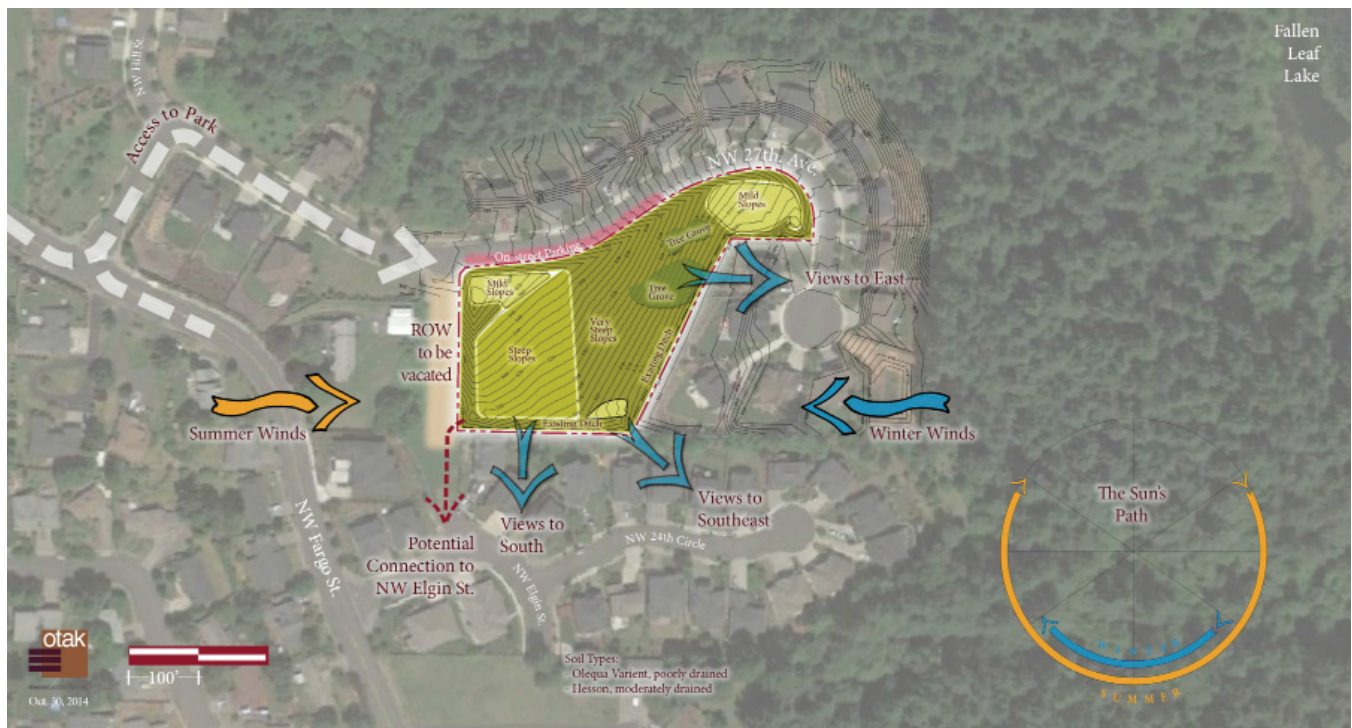 Fallen
Leaf
Lake
NW Hill St.
Access to Park
NW 27th. Ave.
Mild
Slopes
Tree Grove
On street Parking
Views to East
Mild
Slopes
Tree
Grove
ROW
to be
vacated
Very
Steep
Slopes
Steep
Slopes
Existing Ditch
Summer Winds
Existing Ditch
Winter Winds
The Sun's
Path
Views to
South
Views to
Southeast
NW 24th Circle
NW Fargo St.
Potential
Connection to
NW Elgin St.
NW Elgin St.
WINTER
SUMMER
otak
100'
Soil Types:
Olequa Varient, poorly drained
Hesson, moderately drained
Oct. 30, 2014